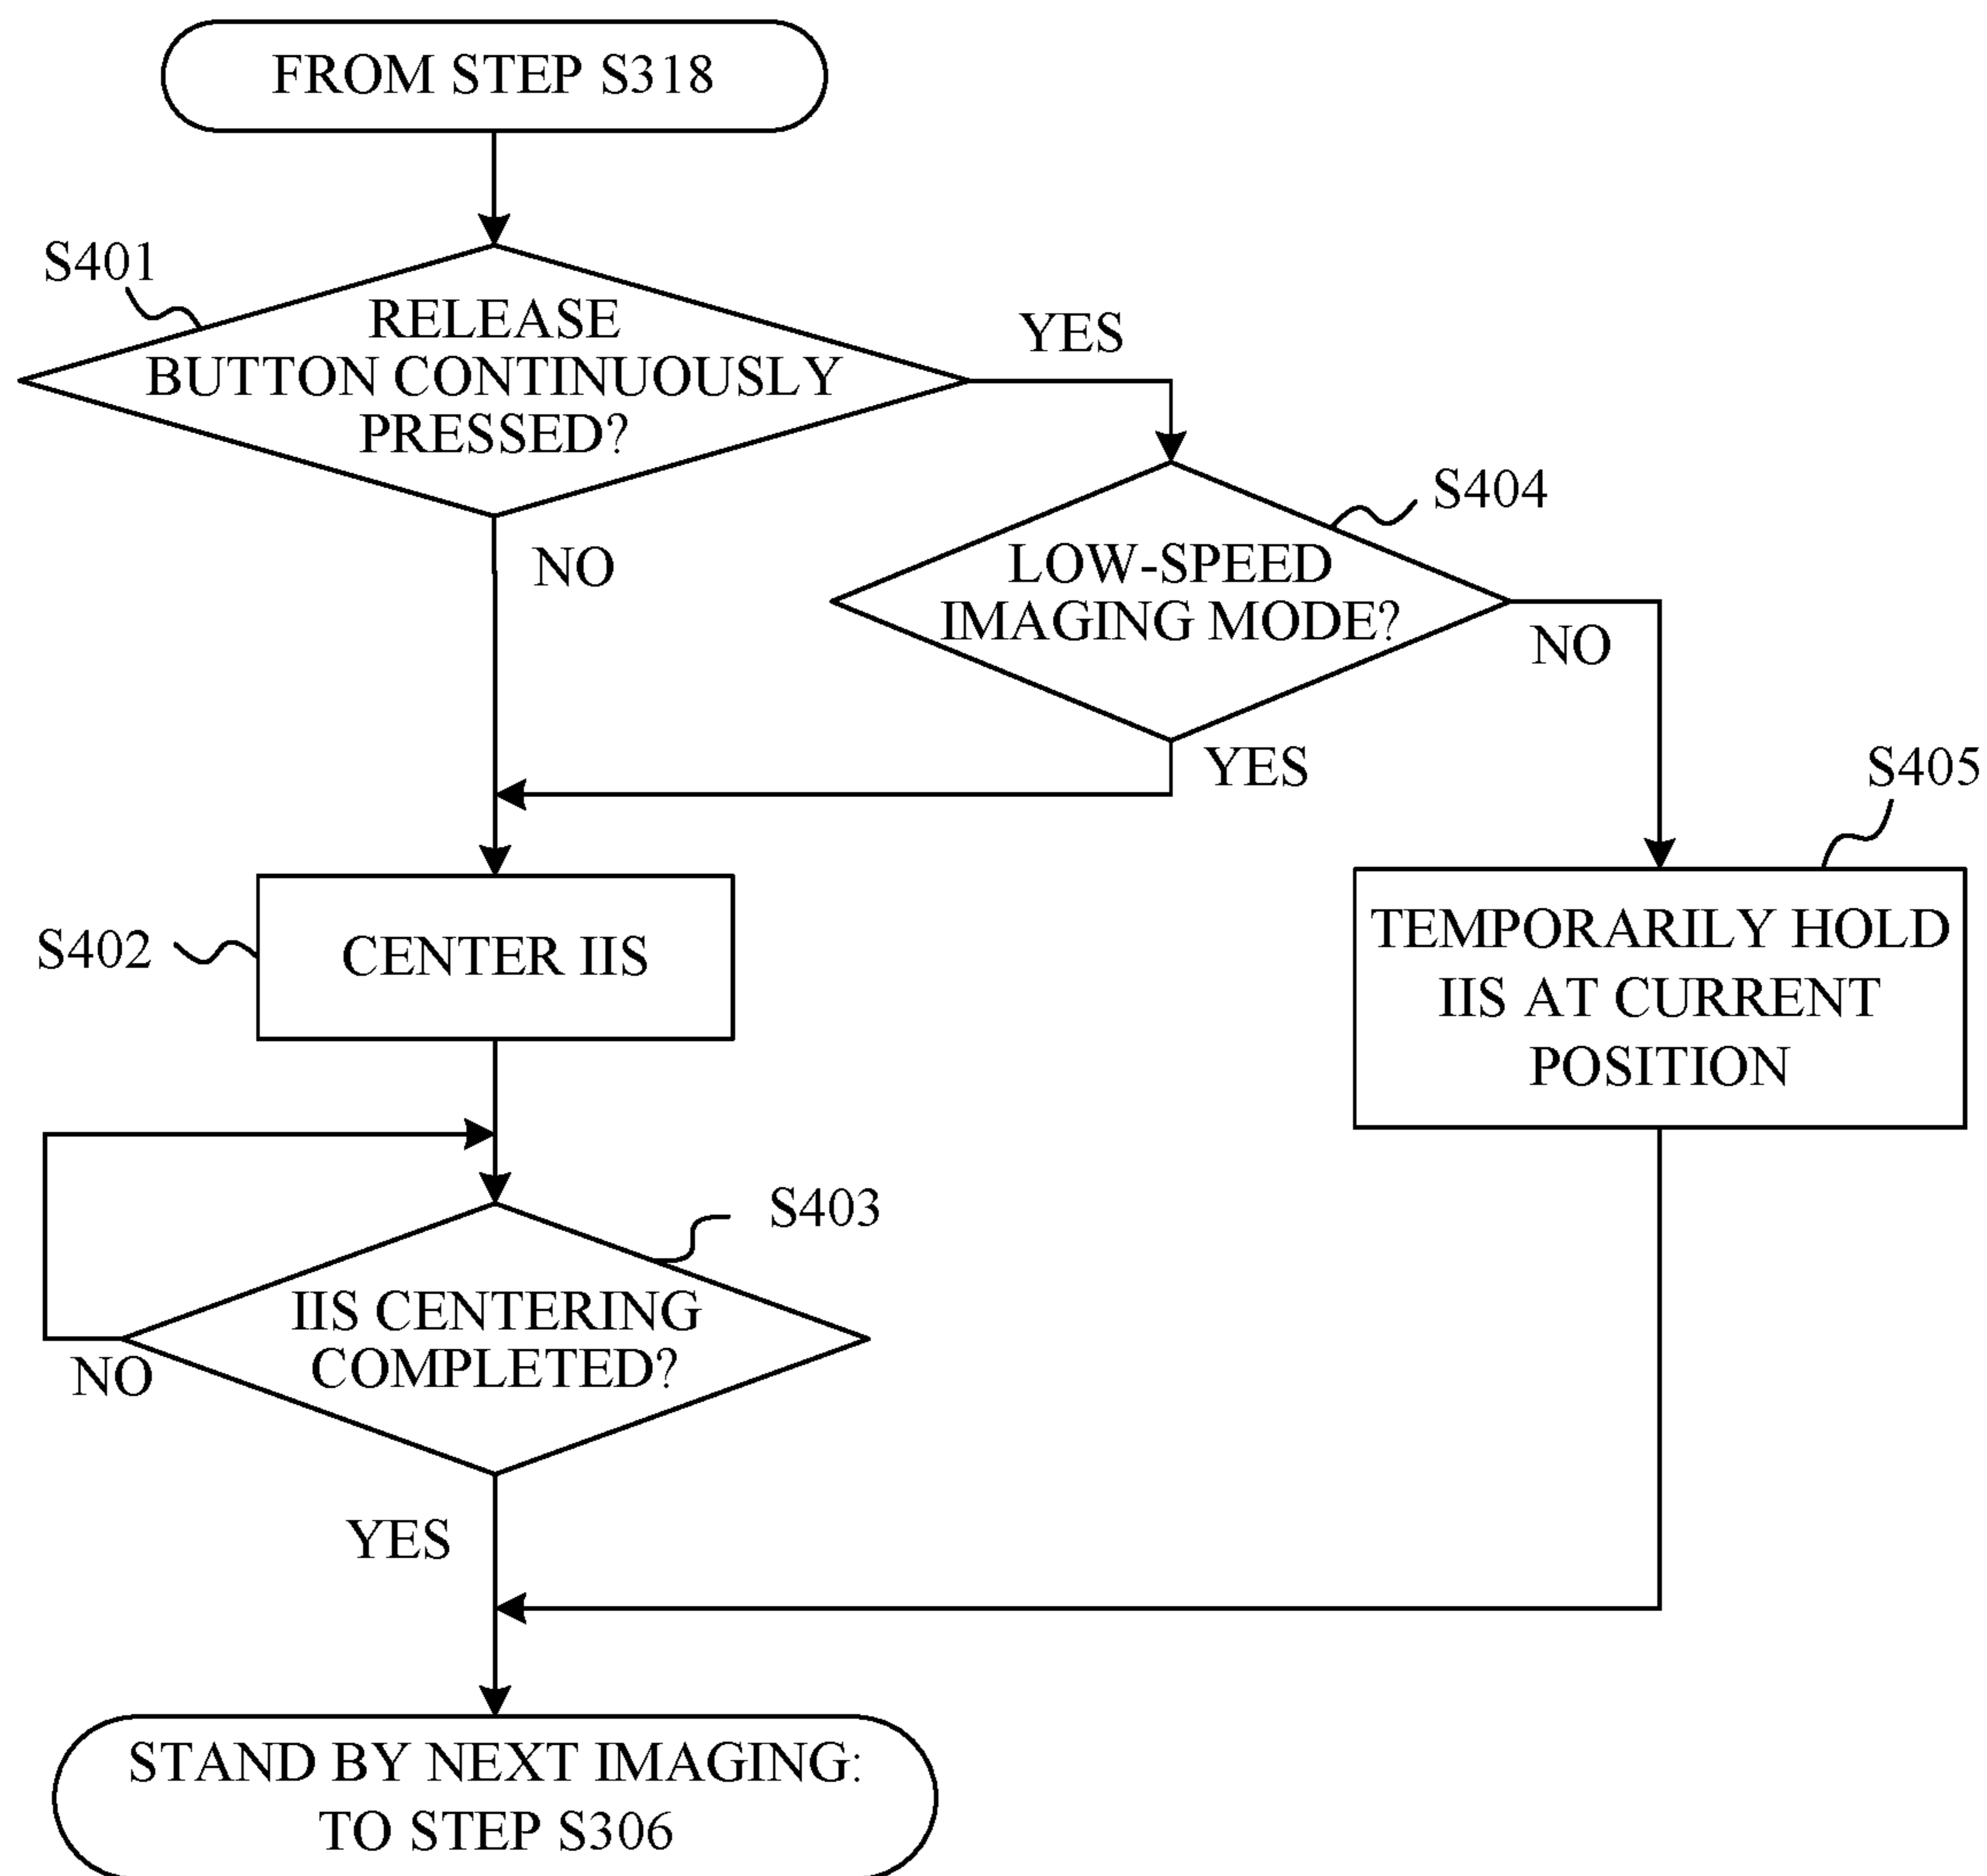 FROM STEP S318
S401
RELEASE
BUTTON CONTINUOUSLY
PRESSED?
YES
NO
S404
LOW-SPEED
IMAGING MODE?
NO
YES
S405
TEMPORARILY HOLD
IIS AT CURRENT
POSITION
S402
CENTER IIS
S403
IIS CENTERING
COMPLETED?
NO
YES
STAND BY NEXT IMAGING:
TO STEP S306